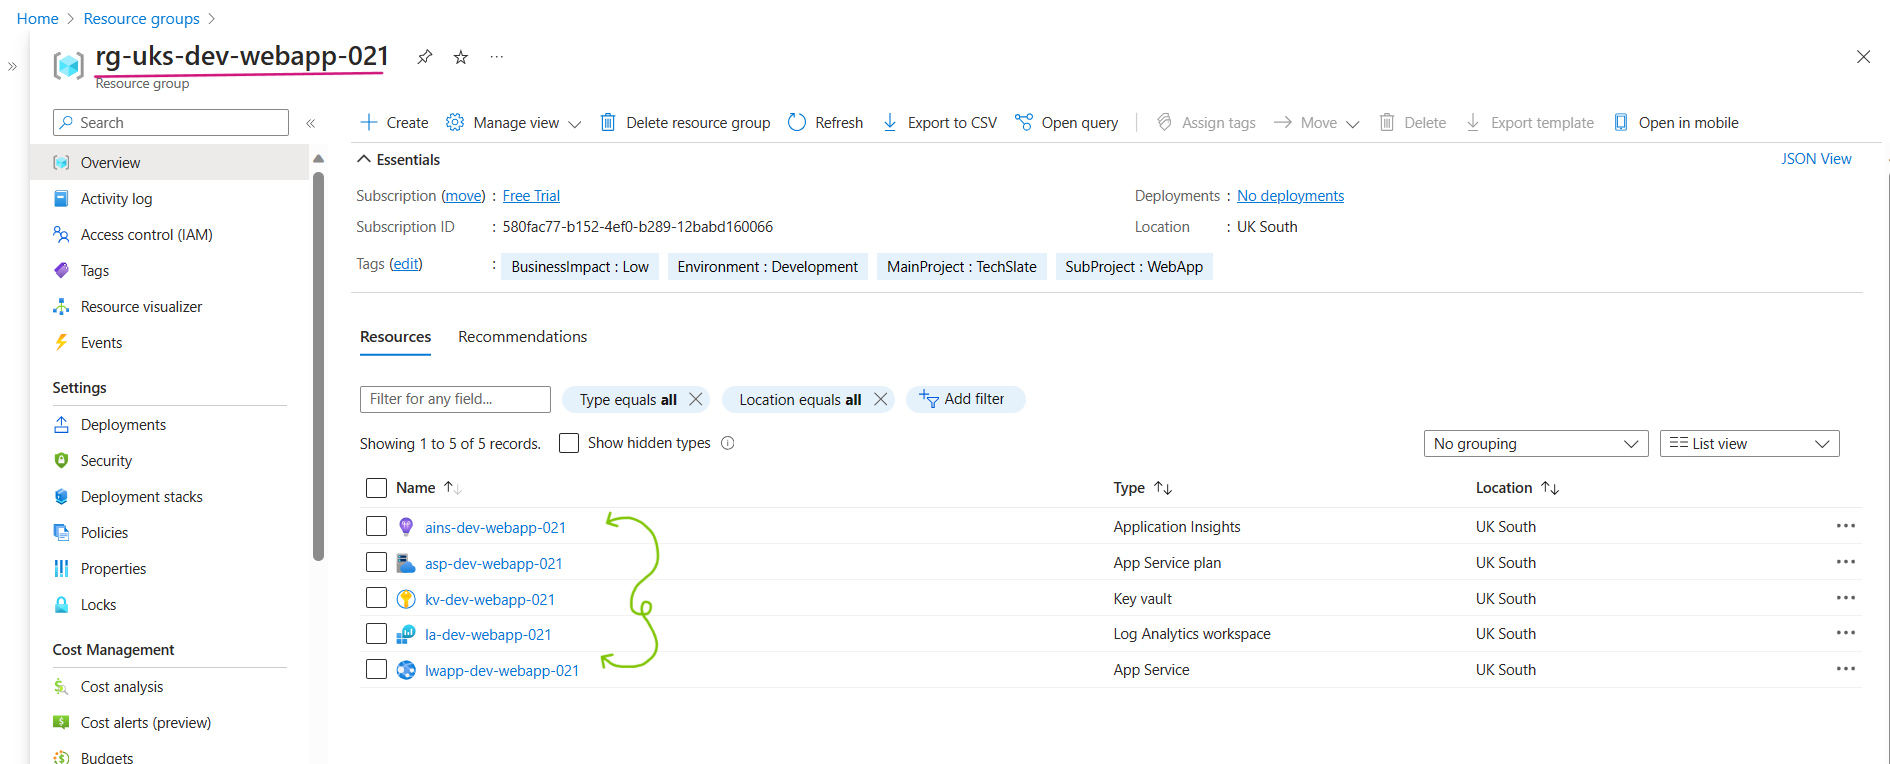 Home > Resource groups >
»
rg-uks-dev-webapp-021 ...
Resource group
Search «
Overview
Activity log
Access control (IAM)
Tags
Resource visualizer
Events
Settings
Deployments
Security
Deployment stacks
Policies
Properties
Locks
Cost Management
Cost analysis
Cost alerts (preview)
Budgets
Create Manage view Delete resource group Refresh Export to CSV Open query Assign tags Move Delete Export template Open in mobile
Essentials JSON View
Subscription (move) : Free Trial Deployments : No deployments
Subscription ID : 580fac77-b152-4ef0-b289-12babd160066 Location : UK South
Tags (edit) : BusinessImpact : Low Environment : Development MainProject : TechSlate SubProject : WebApp
Resources Recommendations
Filter for any field... Type equals all Location equals all Add filter
Showing 1 to 5 of 5 records. Show hidden types No grouping List view
Name Type Location
ains-dev-webapp-021 Application Insights UK South ...
asp-dev-webapp-021 App Service plan UK South ...
kv-dev-webapp-021 Key vault UK South ...
la-dev-webapp-021 Log Analytics workspace UK South ...
lwapp-dev-webapp-021 App Service UK South ...